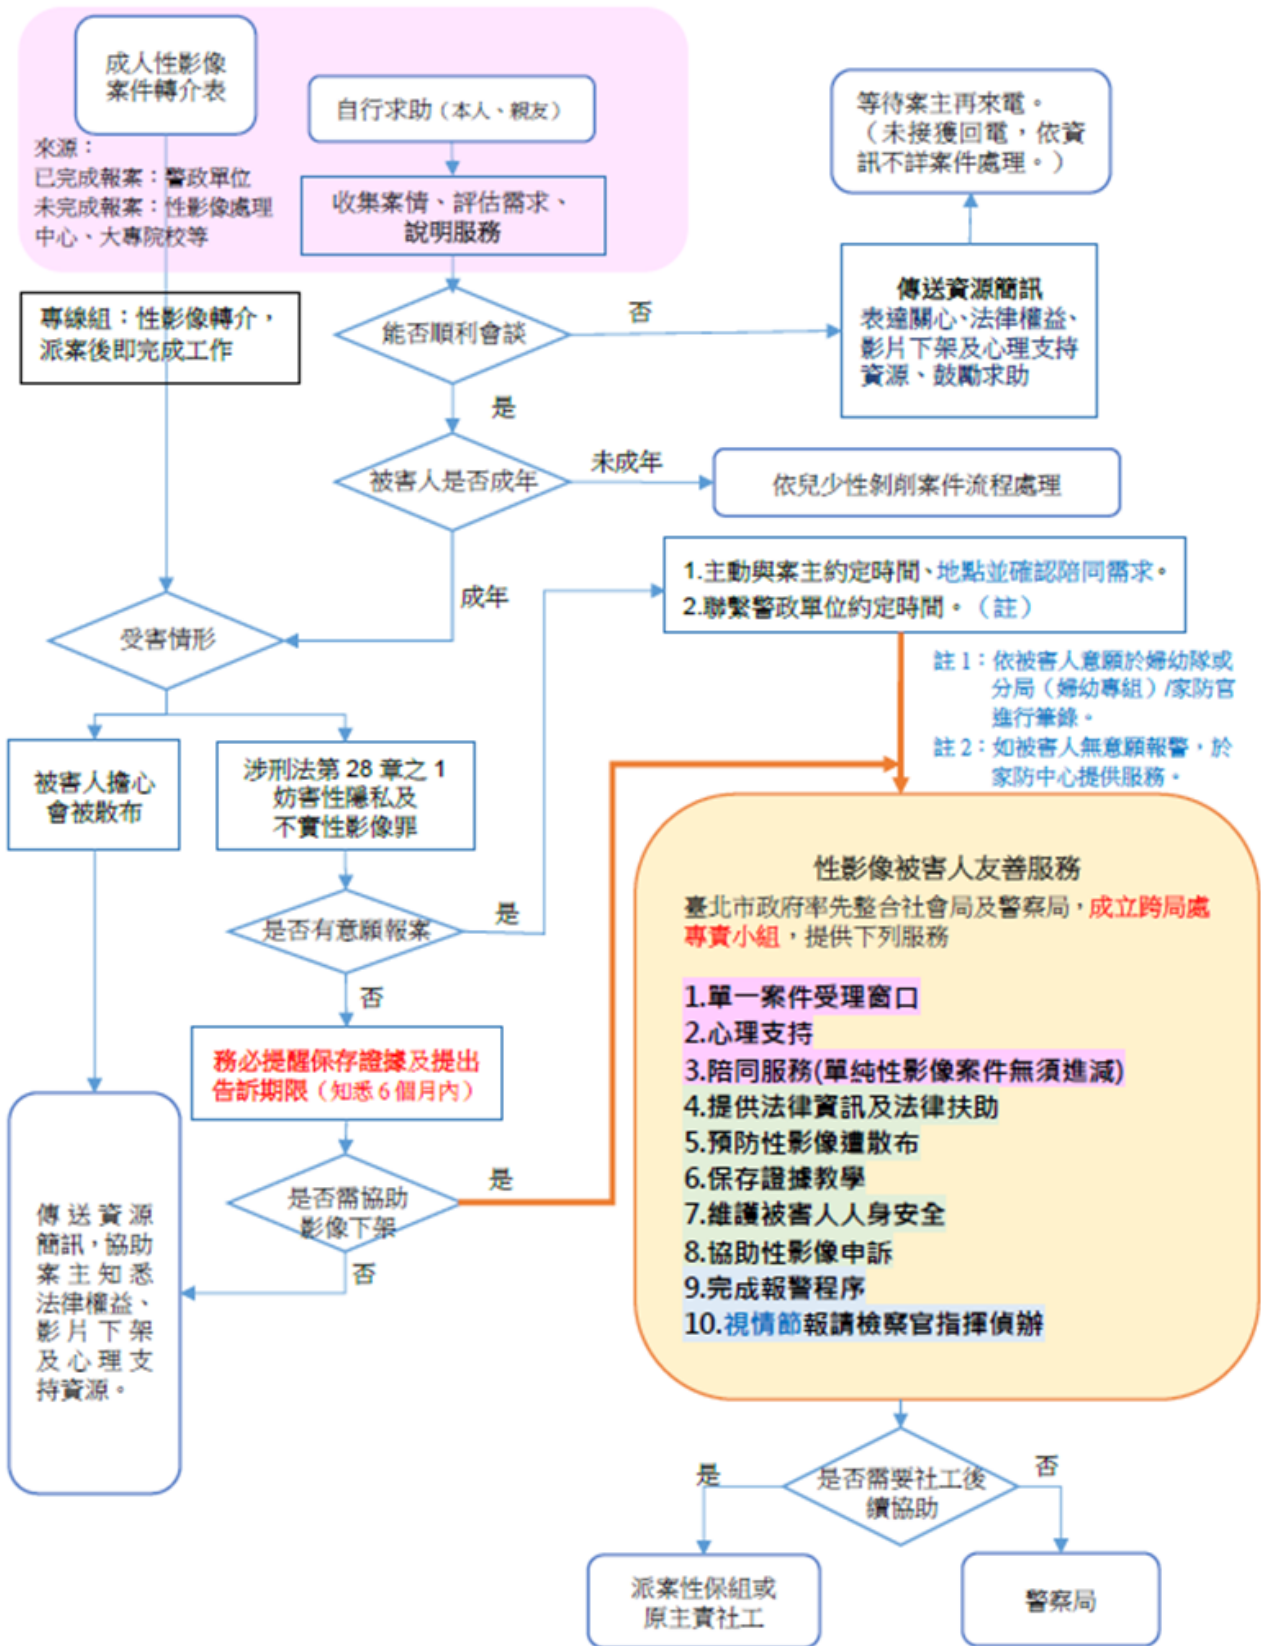 成人性影像
案件轉介表
自行求助（本人、親友）
來源：
已完成報案：警政單位
未完成報案：性影像處理
中心、大專院校等
收集案情、評估需求、
說明服務
等待案主再來電。
（未接獲回電，依資
訊不詳案件處理。）
專線組：性影像轉介，
派案後即完成工作
能否順利會談
否
傳送資源簡訊
表達關心、法律權益、
影片下架及心理支持
資源、鼓勵求助
是
被害人是否成年
未成年
依兒少性剝削案件流程處理
成年
1.主動與案主約定時間、地點並確認陪同需求。
2.聯繫警政單位約定時間。（註）
受害情形
註 1：依被害人意願於婦幼隊或
分局（婦幼專組）/家防官
進行筆錄。
註 2：如被害人無意願報警，於
家防中心提供服務。
被害人擔心
會被散布
涉刑法第 28 章之 1
妨害性隱私及
不實性影像罪
是否有意願報案
是
否
務必提醒保存證據及提出
告訴期限（知悉 6 個月內）
是否需協助
影像下架
是
否
傳送資源
簡訊，協助
案主知悉
法律權益、
影片下架
及心理支
持資源。
性影像被害人友善服務
臺北市政府率先整合社會局及警察局，成立跨局處
專責小組，提供下列服務
1.單一案件受理窗口
2.心理支持
3.陪同服務(單純性影像案件無須進減)
4.提供法律資訊及法律扶助
5.預防性影像遭散布
6.保存證據教學
7.維護被害人人身安全
8.協助性影像申訴
9.完成報警程序
10.視情節報請檢察官指揮偵辦
是否需要社工後
續協助
是
否
派案性保組或
原主責社工
警察局